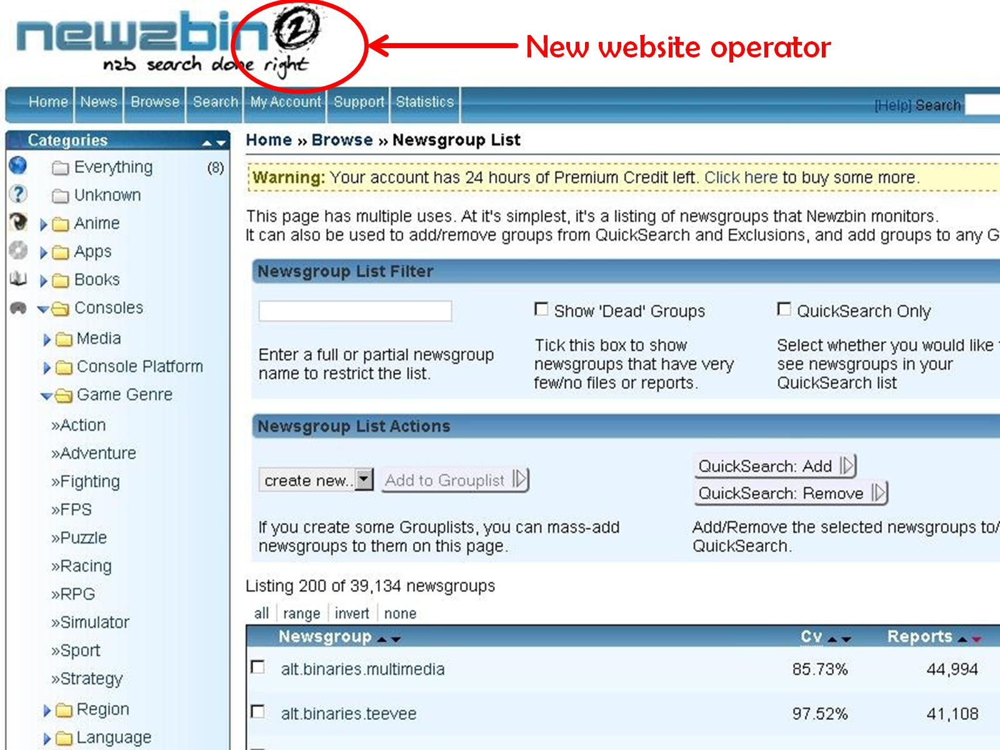 newzbin 2
nzb search done right
New website operator
Home News Browse Search My Account Support Statistics [Help] Search
Categories
Everything (8)
Unknown
Anime
Apps
Books
Consoles
Media
Console Platform
Game Genre
»Action
»Adventure
»Fighting
»FPS
»Puzzle
»Racing
»RPG
»Simulator
»Sport
»Strategy
Region
Language
Home » Browse » Newsgroup List
Warning: Your account has 24 hours of Premium Credit left. Click here to buy some more.
This page has multiple uses. At it's simplest, it's a listing of newsgroups that Newzbin monitors.
It can also be used to add/remove groups from QuickSearch and Exclusions, and add groups to any G
Newsgroup List Filter
Show 'Dead' Groups
QuickSearch Only
Enter a full or partial newsgroup
name to restrict the list.
Tick this box to show
newsgroups that have very
few/no files or reports.
Select whether you would like
see newsgroups in your
QuickSearch list
Newsgroup List Actions
create new.. Add to Grouplist
QuickSearch: Add
QuickSearch: Remove
If you create some Grouplists, you can mass-add
newsgroups to them on this page.
Add/Remove the selected newsgroups to/
QuickSearch.
Listing 200 of 39,134 newsgroups
all range invert none
Newsgroup Cv Reports
alt.binaries.multimedia 85.73% 44,994
alt.binaries.teevee 97.52% 41,108